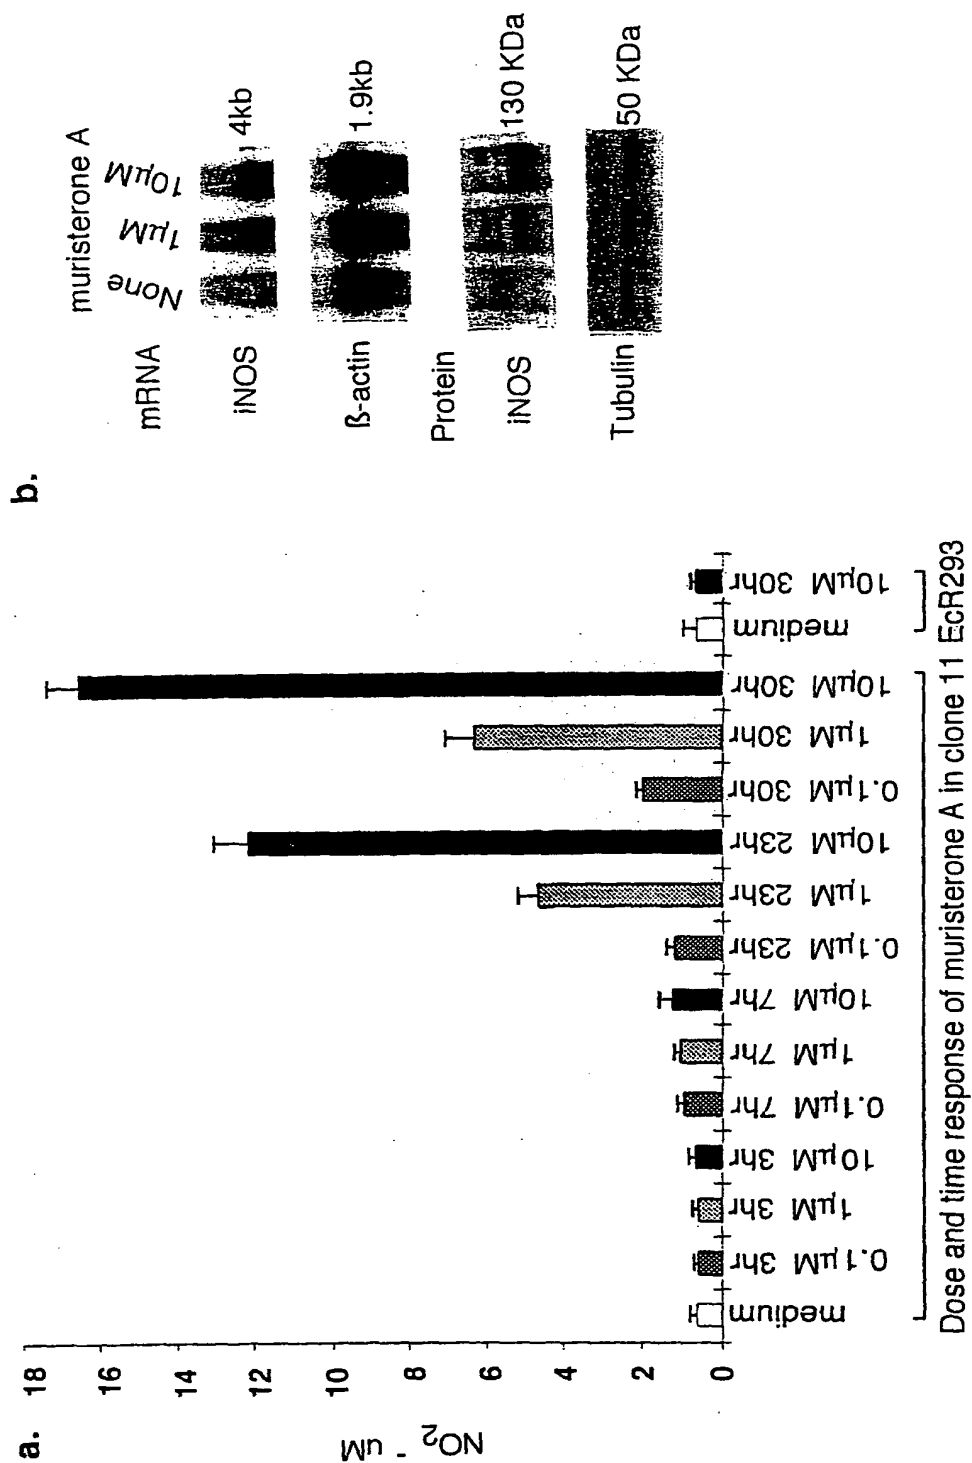 a.
NO2- uM
18
16
14
12
10
8
6
4
2
0
medium
0.1µM 3hr
1µM 3hr
10µM 3hr
0.1µM 7hr
1µM 7hr
10µM 7hr
0.1µM 23hr
1µM 23hr
10µM 23hr
0.1µM 30hr
1µM 30hr
10µM 30hr
medium
10µM 30hr
Dose and time response of muristerone A in clone 11 EcR293
b.
muristerone A
mRNA None 1µM 10µM
iNOS 4kb
ß-actin 1.9kb
Protein
iNOS 130 KDa
Tubulin 50 KDa